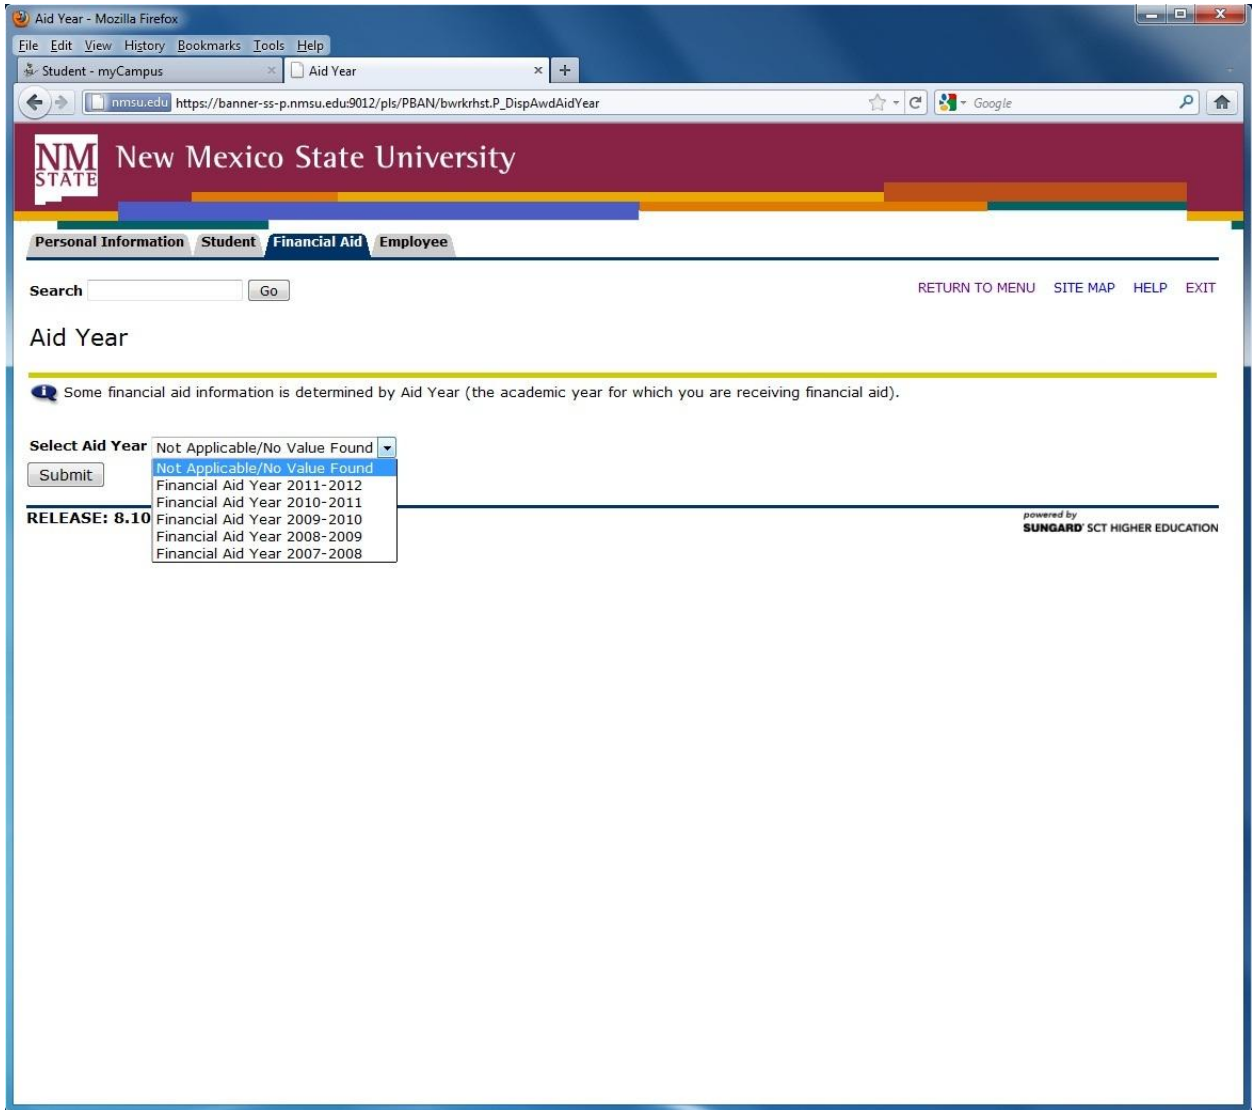 Aid Year - Mozilla Firefox
File Edit View History Bookmarks Tools Help
Student - myCampus × Aid Year × +
nmsu.edu https://banner-ss-p.nmsu.edu:9012/pls/PBAN/bwrkrhst.P_DispAwdAidYear Google
NM STATE New Mexico State University
Personal Information Student Financial Aid Employee
Search Go RETURN TO MENU SITE MAP HELP EXIT
Aid Year
Some financial aid information is determined by Aid Year (the academic year for which you are receiving financial aid).
Select Aid Year Not Applicable/No Value Found
Submit
Not Applicable/No Value Found
Financial Aid Year 2011-2012
Financial Aid Year 2010-2011
Financial Aid Year 2009-2010
Financial Aid Year 2008-2009
Financial Aid Year 2007-2008
RELEASE: 8.10
powered by
SUNGARD' SCT HIGHER EDUCATION